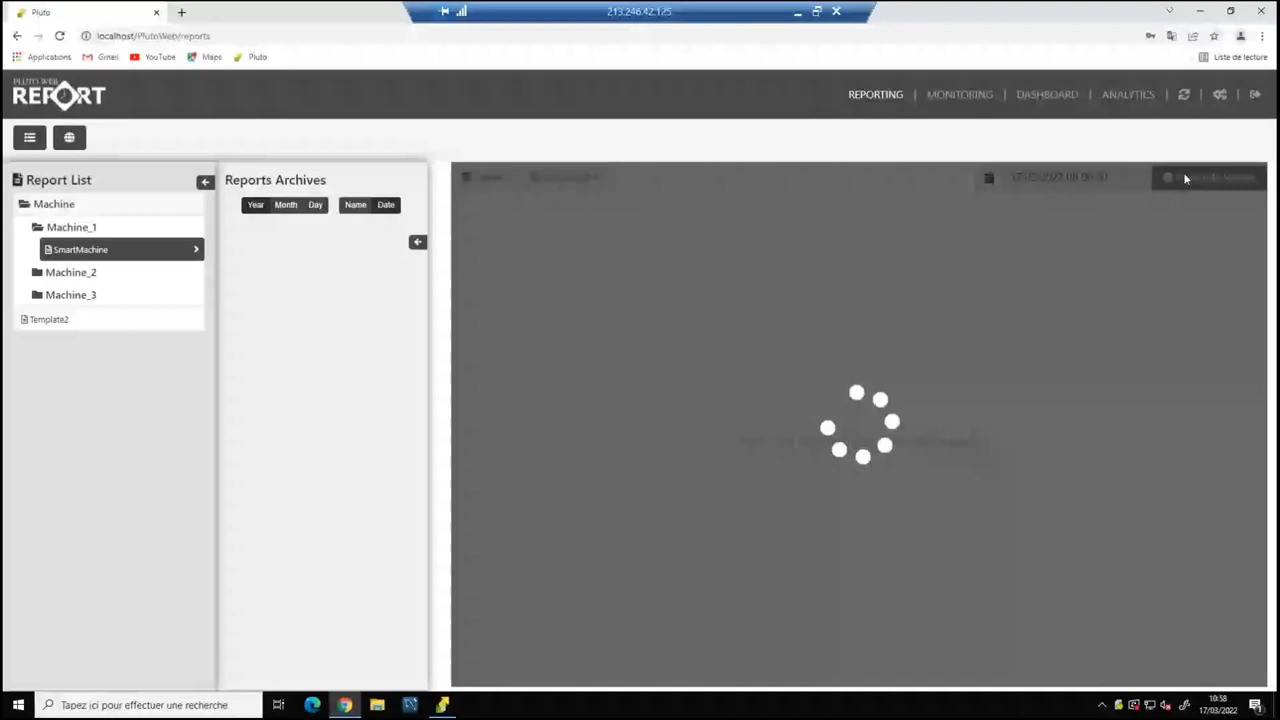 Pluto
213.246.42.125
localhost/PlutoWeb/reports
Applications
Gmail
YouTube
Maps
Pluto
Liste de lecture
PLUTO WEB
REPORT
REPORTING | MONITORING | DASHBOARD | ANALYTICS
Report List
Machine
Machine_1
SmartMachine
Machine_2
Machine_3
Template2
Reports Archives
Year Month Day Name Date
Tapez ici pour effectuer une recherche
10:58
17/03/2022
1